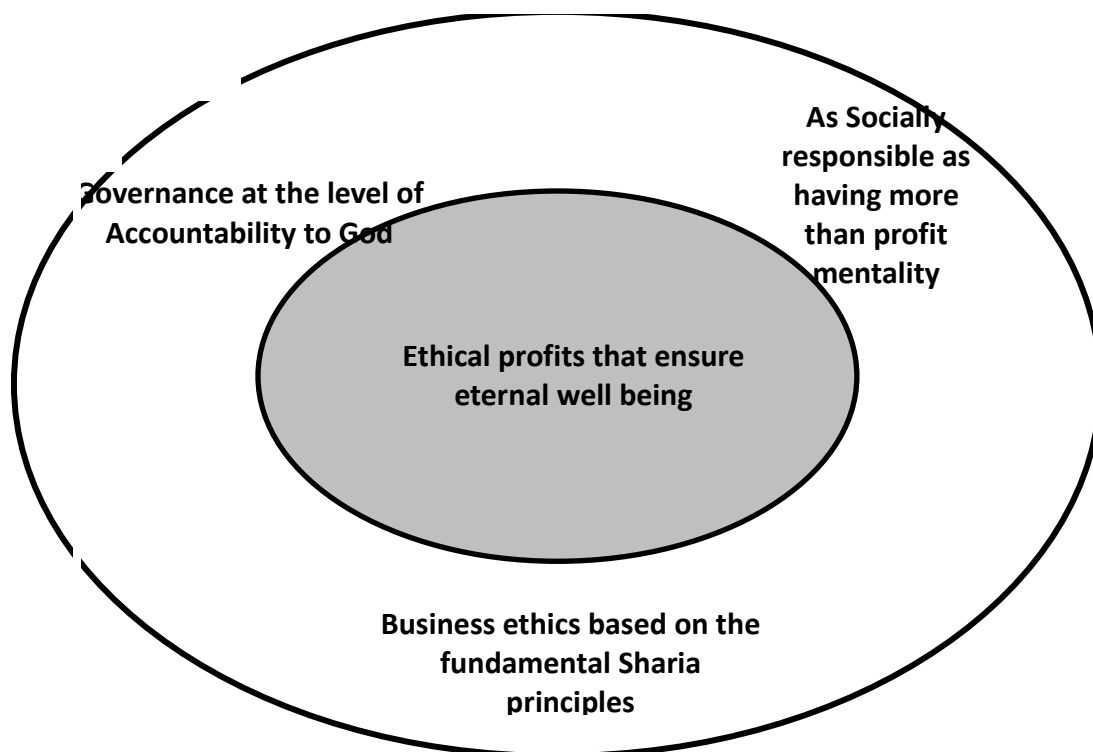 As Socially
responsible as
having more
than profit
mentality
Governance at the level of
Accountability to God
Ethical profits that ensure
eternal well being
Business ethics based on the
fundamental Sharia
principles